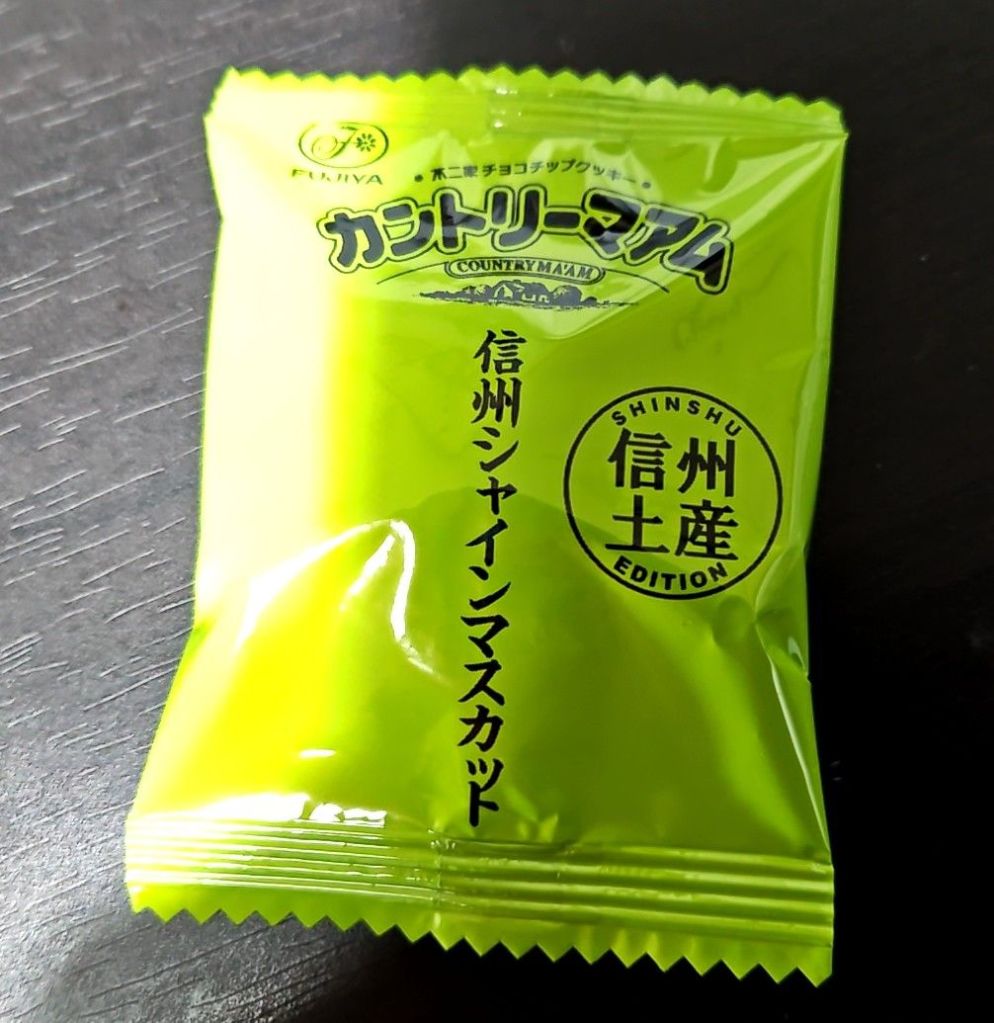 FUJIYA
・不二家チョコチップクッキー・
カントリーマアム
COUNTRY MA'AM
信州シャインマスカット
SHINSHU
信州
土産
EDITION